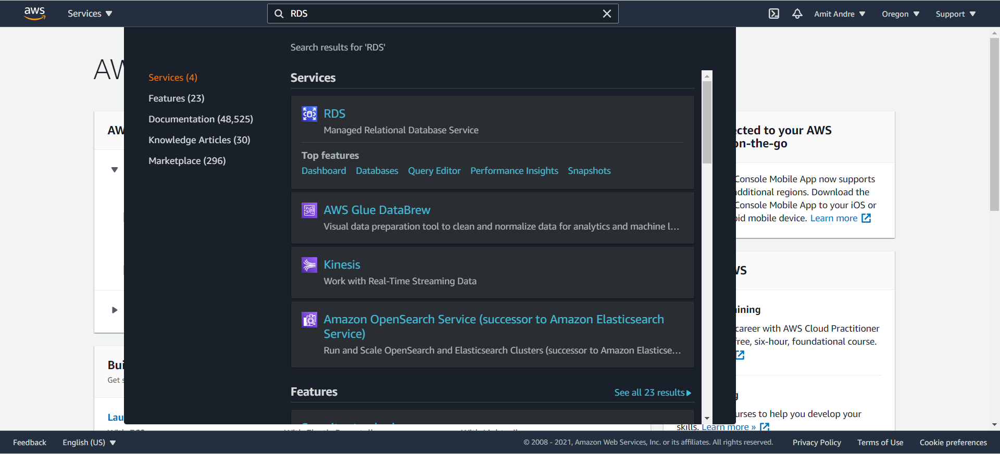 aws
Services
RDS
Amit Andre
Oregon
Support
Search results for 'RDS'
Services (4)
Features (23)
Documentation (48,525)
Knowledge Articles (30)
Marketplace (296)
Services
RDS
Managed Relational Database Service
Top features
Dashboard Databases Query Editor Performance Insights Snapshots
AWS Glue DataBrew
Visual data preparation tool to clean and normalize data for analytics and machine l...
Kinesis
Work with Real-Time Streaming Data
Amazon OpenSearch Service (successor to Amazon Elasticsearch
Service)
Run and Scale OpenSearch and Elasticsearch Clusters (successor to Amazon Elasticse...
Features
See all 23 results
AW
AW
Bui
Get s
Lau
ected to your AWS
on-the-go
Console Mobile App now supports
dditional regions. Download the
Console Mobile App to your iOS or
oid mobile device. Learn more
WS
ining
career with AWS Cloud Practitioner
free, six-hour, foundational course.
g
urses to help you develop your
skills. Learn more »
Feedback
English (US)
© 2008 - 2021, Amazon Web Services, Inc. or its affiliates. All rights reserved.
Privacy Policy
Terms of Use
Cookie preferences